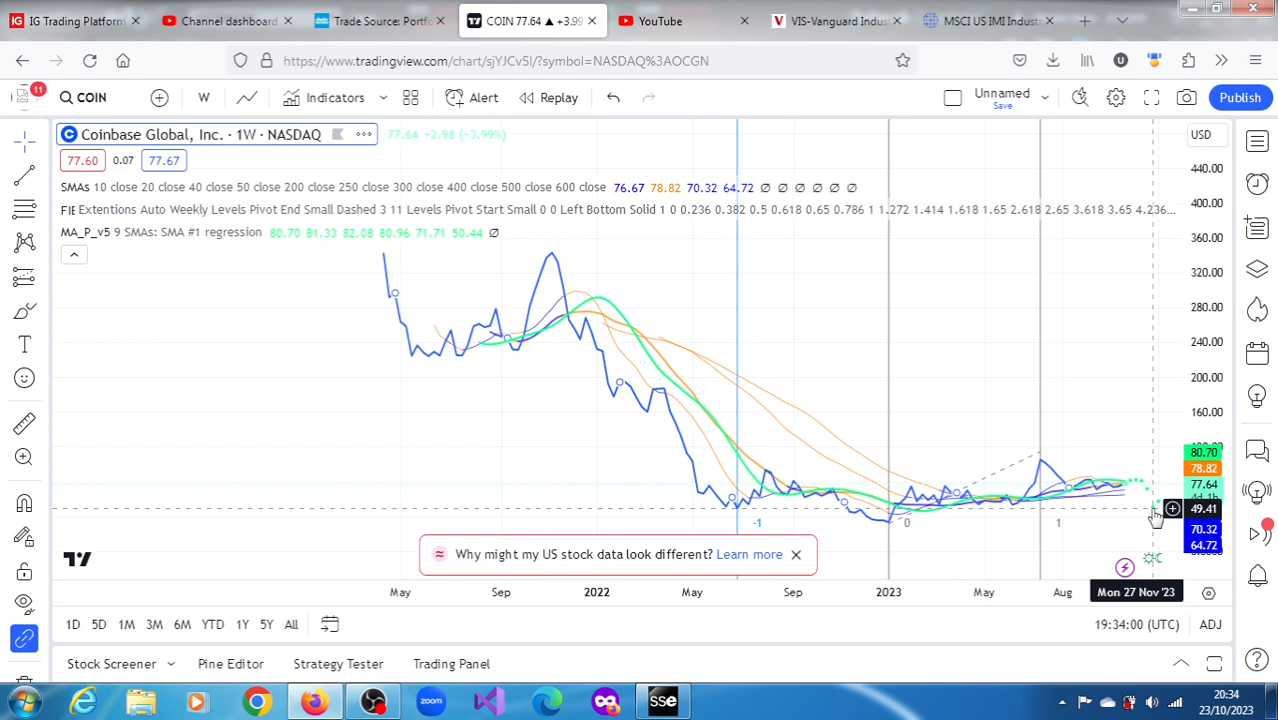 IG Trading Platform
Channel dashboard
Trade Source: Portfo
COIN 77.64 ▲ +3.99
YouTube
VIS-Vanguard Indus
MSCI US IMI Industr
https://www.tradingview.com/chart/sjYJCv5I/?symbol=NASDAQ%3AOCGN
11
COIN
W
Indicators
Alert
Replay
Unnamed
Save
Publish
Coinbase Global, Inc. · 1W · NASDAQ
77.64 +2.98 (-3.99%)
USD
77.60
0.07
77.67
SMAs 10 close 20 close 40 close 50 close 200 close 250 close 300 close 400 close 500 close 600 close 76.67 78.82 70.32 64.72 Ø Ø Ø Ø Ø Ø
Extentions Auto Weekly Levels Pivot End Small Dashed 3 11 Levels Pivot Start Small 0 0 Left Bottom Solid 1 0 0.236 0.382 0.5 0.618 0.65 0.786 1 1.272 1.414 1.618 1.65 2.618 2.65 3.618 3.65 4.236...
MA_P_v5 9 SMAs: SMA #1 regression 80.70 81.33 82.08 80.96 71.71 50.44 Ø
440.00
400.00
360.00
320.00
280.00
240.00
200.00
160.00
80.70
78.82
77.64
4d 1h
49.41
70.32
64.72
-1
0
1
Why might my US stock data look different? Learn more
May
Sep
2022
May
Sep
2023
May
Aug
Mon 27 Nov '23
1D
5D
1M
3M
6M
YTD
1Y
5Y
All
19:34:00 (UTC)
ADJ
Stock Screener
Pine Editor
Strategy Tester
Trading Panel
zoom
SSE
20:34
23/10/2023